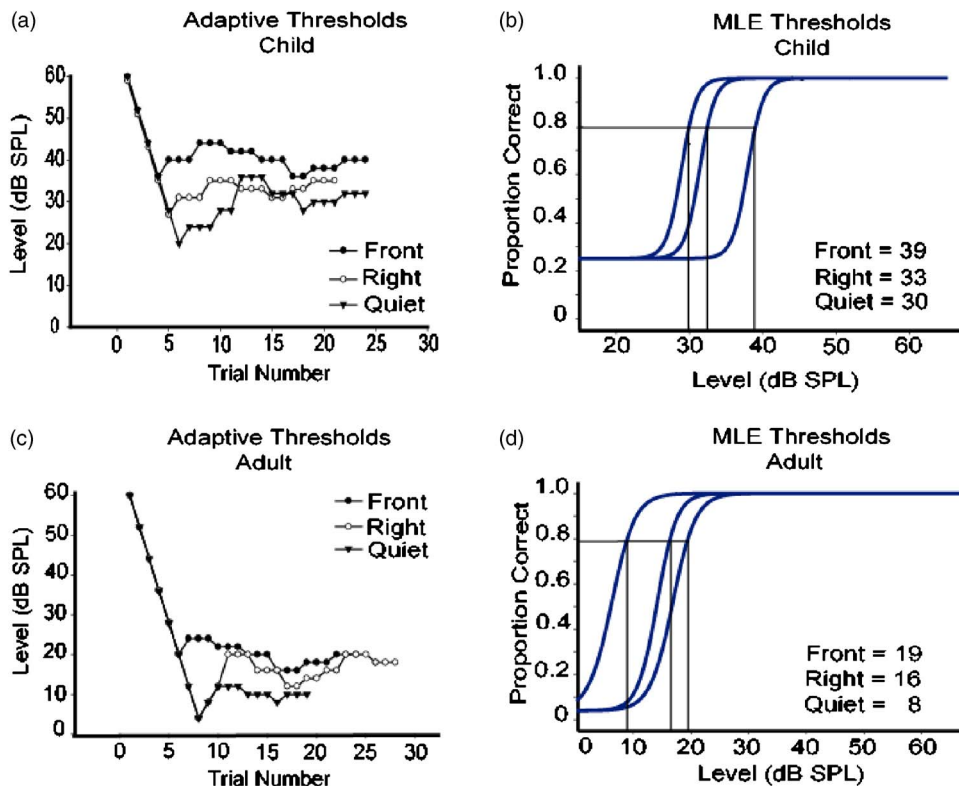 (a)
Adaptive Thresholds
Child
Level (dB SPL)
60
50
40
30
20
10
0
Front
Right
Quiet
0 5 10 15 20 25 30
Trial Number
(b)
MLE Thresholds
Child
Proportion Correct
1.0
0.8
0.6
0.4
0.2
0
Front = 39
Right = 33
Quiet = 30
20 30 40 50 60
Level (dB SPL)
(c)
Adaptive Thresholds
Adult
Level (dB SPL)
60
50
40
30
20
10
0
Front
Right
Quiet
0 5 10 15 20 25 30
Trial Number
(d)
MLE Thresholds
Adult
Proportion Correct
1.0
0.8
0.6
0.4
0.2
0
Front = 19
Right = 16
Quiet = 8
0 10 20 30 40 50 60
Level (dB SPL)